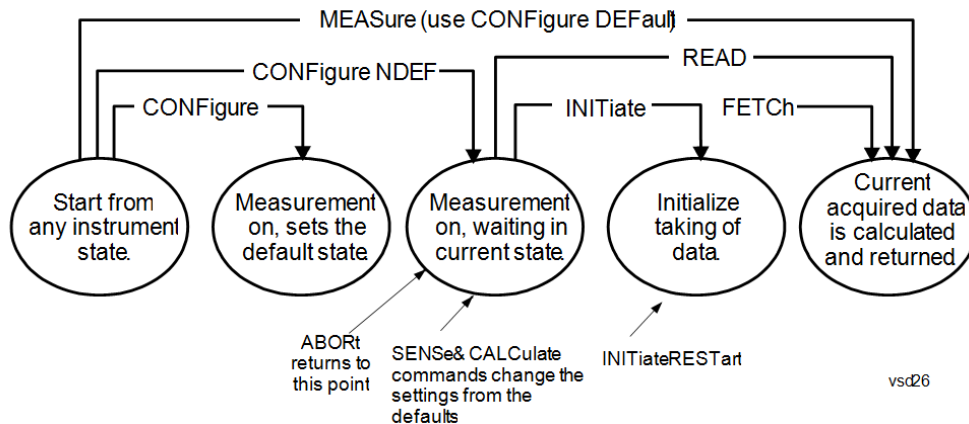 MEASure (use CONFigure DEFault)
CONFigure NDEF
READ
CONFigure
INITiate
FETCh
Start from
any instrument
state.
Measurement
on, sets the
default state.
Measurement
on, waiting in
current state.
Initialize
taking of
data.
Current
acquired data
is calculated
and returned.
ABORt
returns to
this point
SENSe& CALCulate
commands change the
settings from the
defaults
INITiateRESTart
vsd26